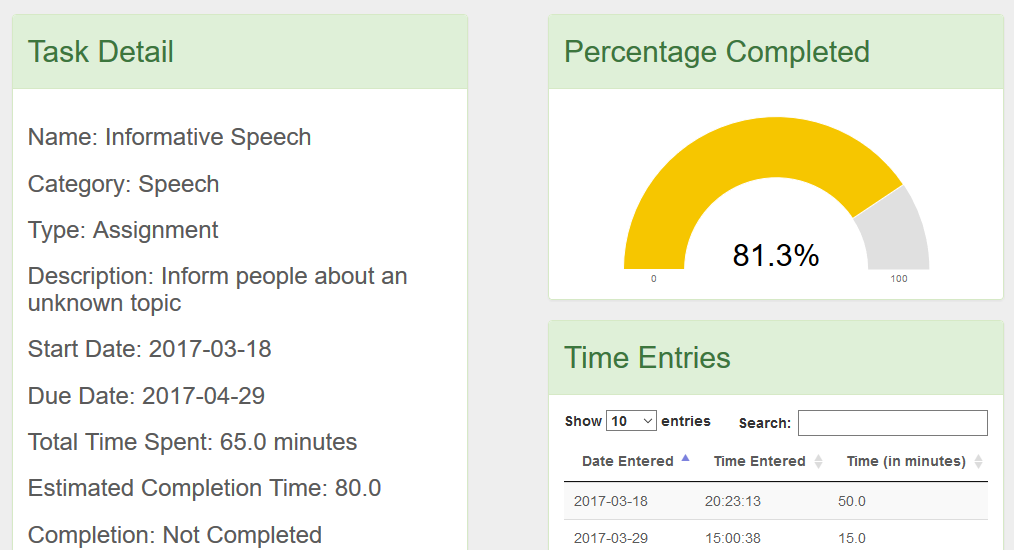 Task Detail
Name: Informative Speech
Category: Speech
Type: Assignment
Description: Inform people about an
unknown topic
Start Date: 2017-03-18
Due Date: 2017-04-29
Total Time Spent: 65.0 minutes
Estimated Completion Time: 80.0
Completion: Not Completed
Percentage Completed
81.3%
0 100
Time Entries
Show 10 entries Search:
Date Entered Time Entered Time (in minutes)
2017-03-18 20:23:13 50.0
2017-03-29 15:00:38 15.0